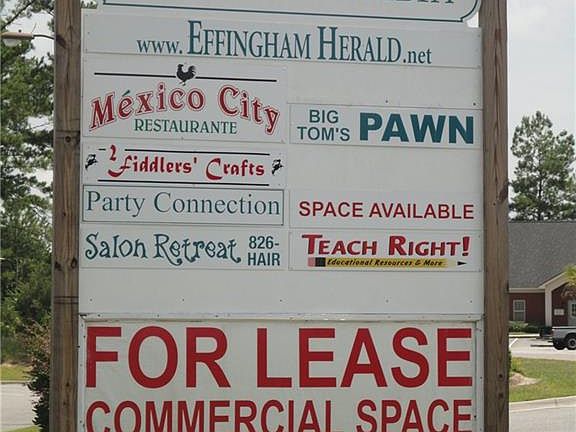 www.EFFINGHAM HERALD.net
México City
RESTAURANTE
BIG
TOM'S PAWN
2 Fiddlers' Crafts
Party Connection
SPACE AVAILABLE
Salon Retreat 826-
HAIR
TEACH RIGHT!
Educational Resources & More
FOR LEASE
COMMERCIAL SPACE